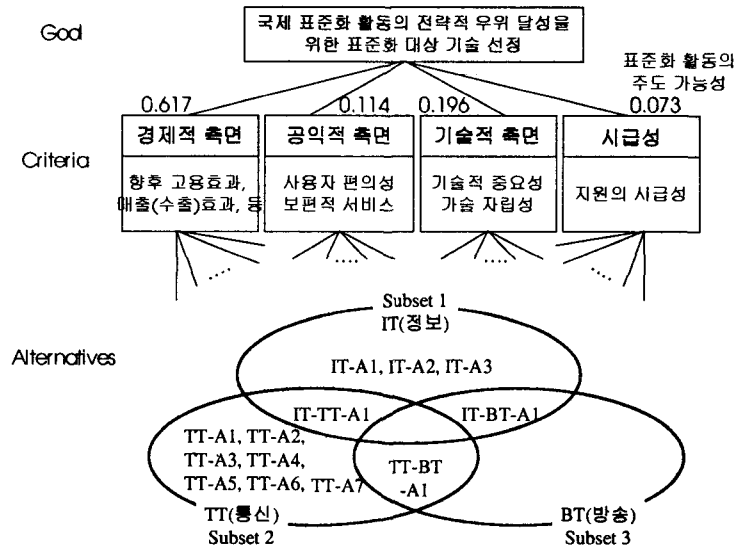 Goal
국제 표준화 활동의 전략적 우위 달성을
위한 표준화 대상 기술 선정
표준화 활동의
주도 가능성
0.617
0.114
0.196
0.073
Criteria
경제적 측면
향후 고용효과,
매출(수출)효과, 등
공익적 측면
사용자 편의성
보편적 서비스
기술적 측면
기술적 중요성
가술 자립성
시급성
지원의 시급성
....
....
....
....
Alternatives
Subset 1
IT(정보)
IT-A1, IT-A2, IT-A3
IT-TT-A1
IT-BT-A1
TT-A1, TT-A2,
TT-A3, TT-A4,
TT-A5, TT-A6, TT-A7
TT-BT
-A1
TT(통신)
Subset 2
BT(방송)
Subset 3